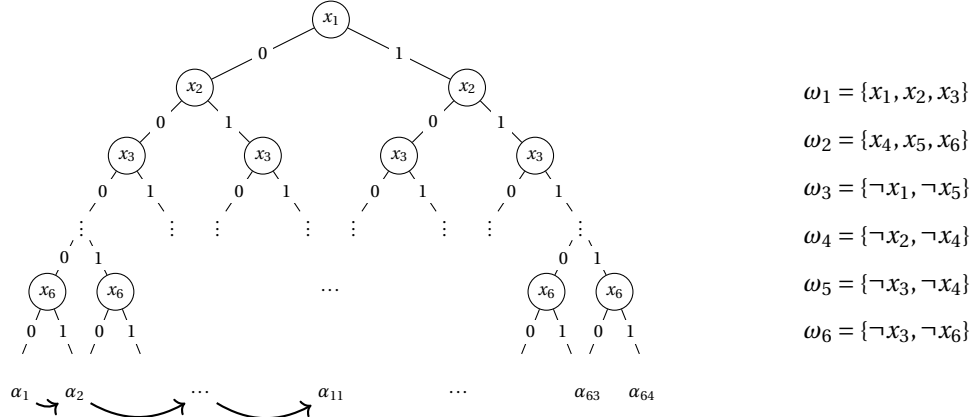 x₁
0 1
x₂ x₂
0 1 0 1
x₃ x₃ x₃ x₃
0 1 0 1 0 1 0 1
⋮ ⋮ ⋮ ⋮ ⋮ ⋮ ⋮ ⋮
0 1 0 1
x₆ x₆ ... x₆ x₆
0 1 0 1 0 1 0 1
α₁ α₂ ... α₁₁ ... α₆₃ α₆₄
ω₁ = {x₁, x₂, x₃}
ω₂ = {x₄, x₅, x₆}
ω₃ = {¬x₁, ¬x₅}
ω₄ = {¬x₂, ¬x₄}
ω₅ = {¬x₃, ¬x₄}
ω₆ = {¬x₃, ¬x₆}